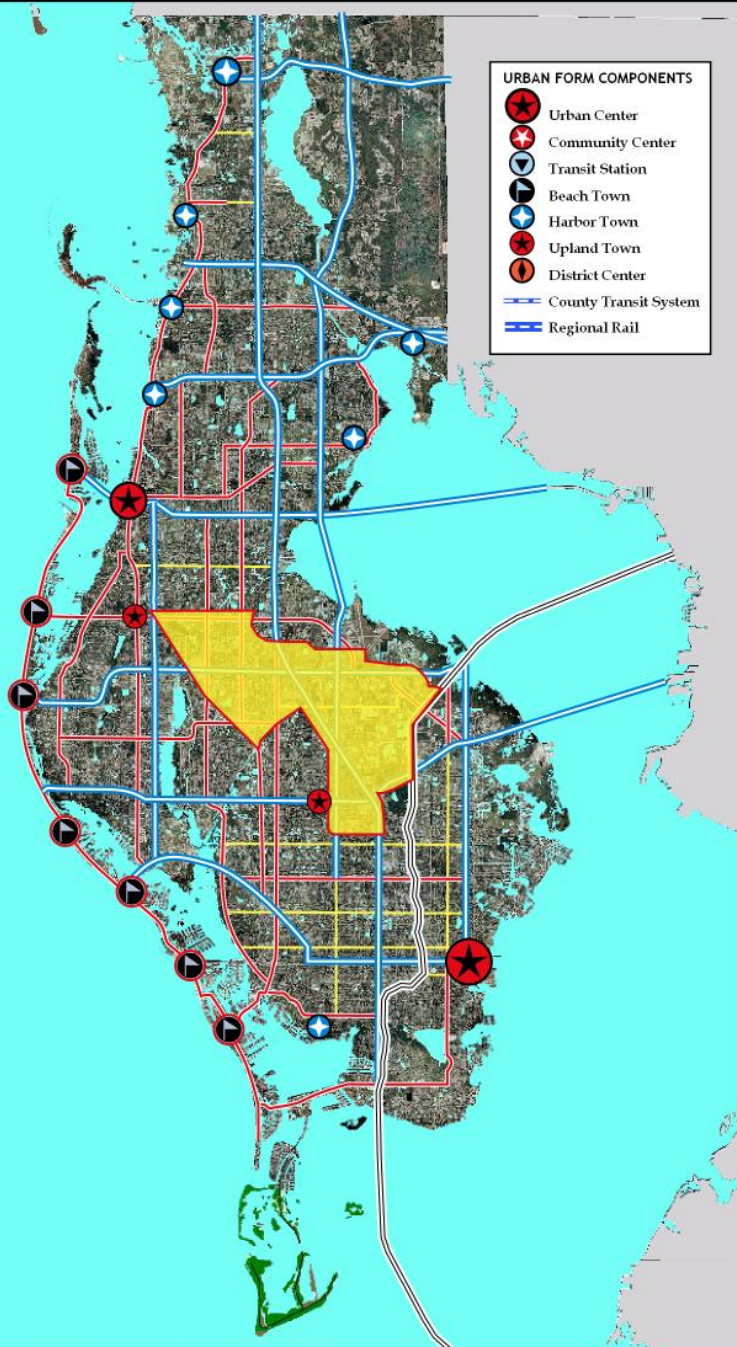 URBAN FORM COMPONENTS
Urban Center
Community Center
Transit Station
Beach Town
Harbor Town
Upland Town
District Center
County Transit System
Regional Rail